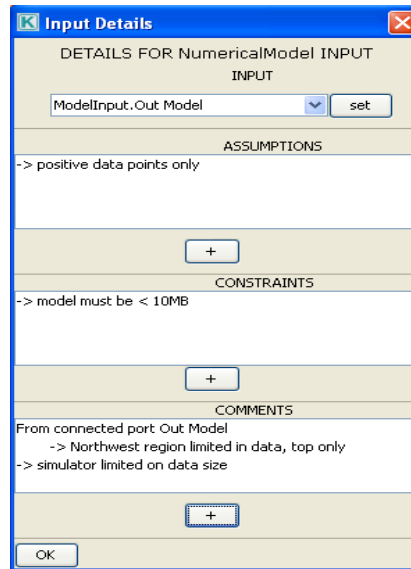 Input Details
DETAILS FOR NumericalModel INPUT
INPUT
ModelInput.Out Model set
ASSUMPTIONS
-> positive data points only
+
CONSTRAINTS
-> model must be < 10MB
+
COMMENTS
From connected port Out Model
-> Northwest region limited in data, top only
-> simulator limited on data size
+
OK